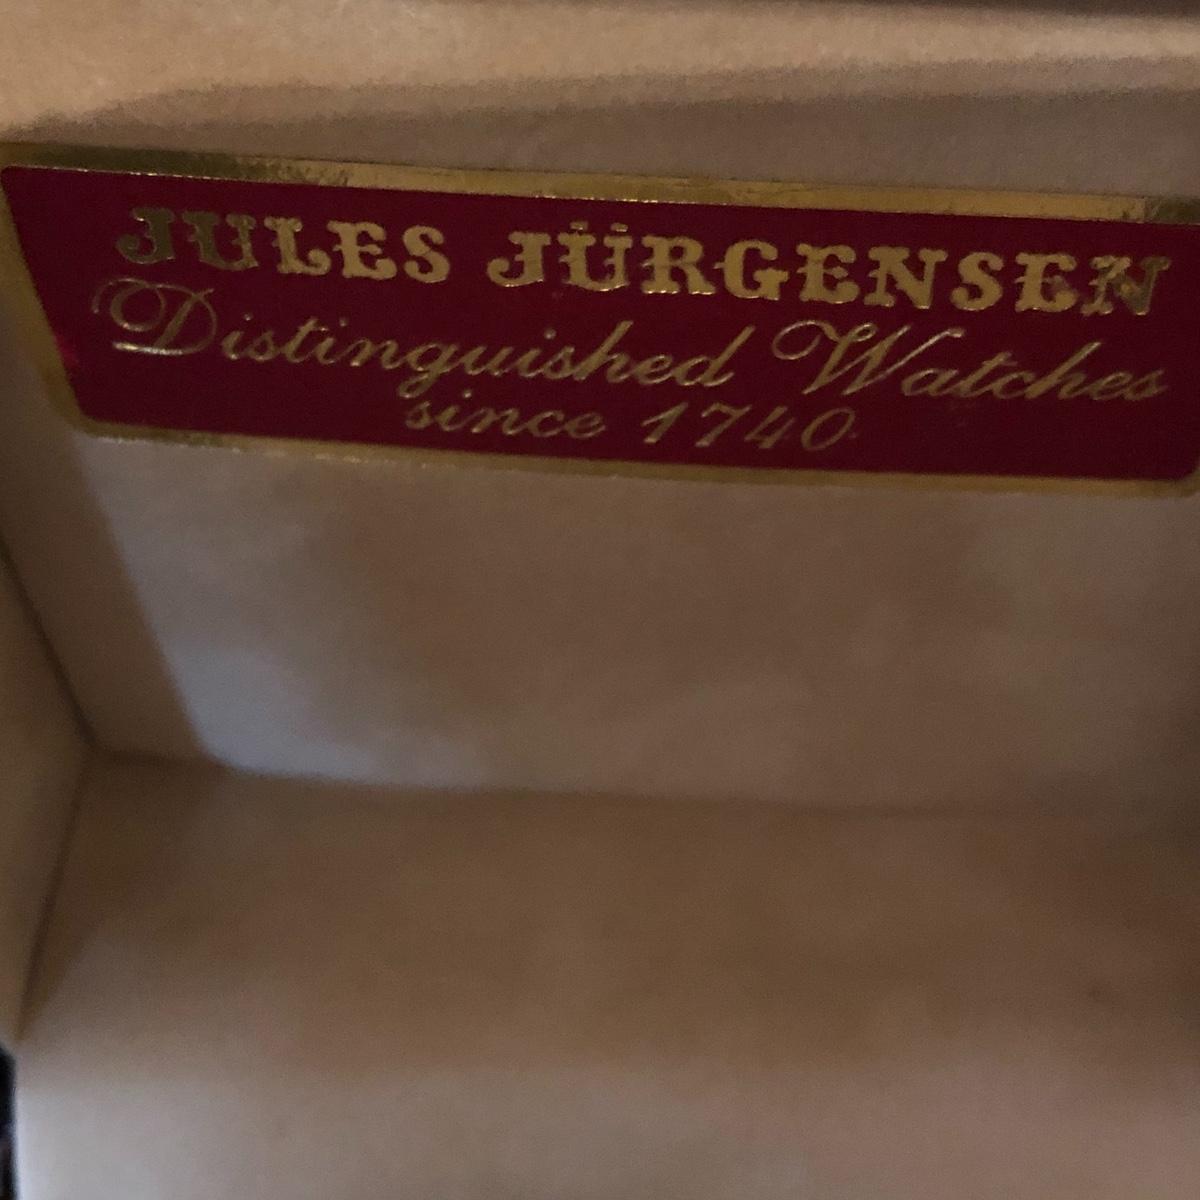 JULES JÜRGENSEN
Distinguished Watches
since 1740